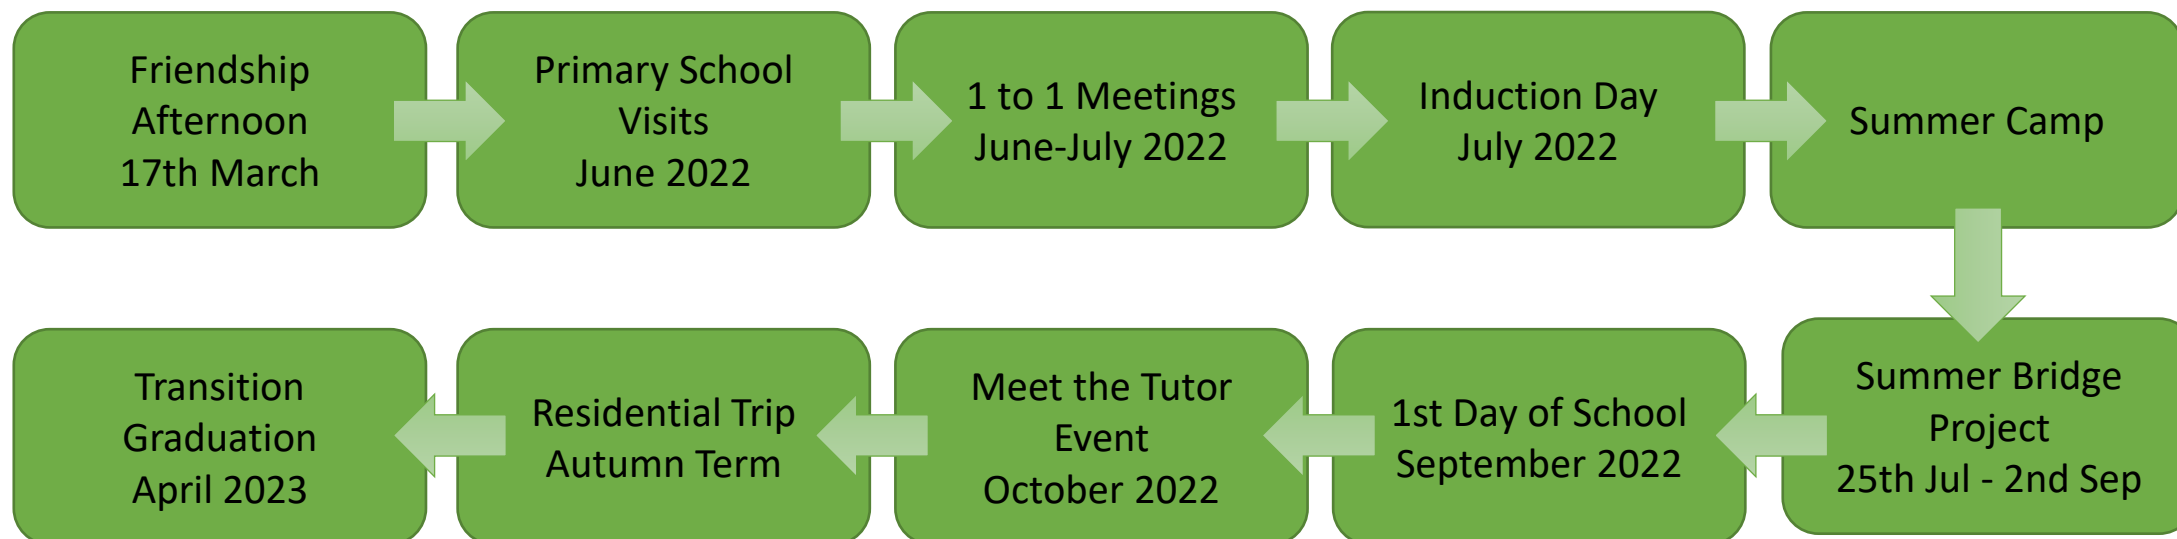 Friendship
Afternoon
17th March
Primary School
Visits
June 2022
1 to 1 Meetings
June-July 2022
Induction Day
July 2022
Summer Camp
Summer Bridge
Project
25th Jul - 2nd Sep
1st Day of School
September 2022
Meet the Tutor
Event
October 2022
Residential Trip
Autumn Term
Transition
Graduation
April 2023